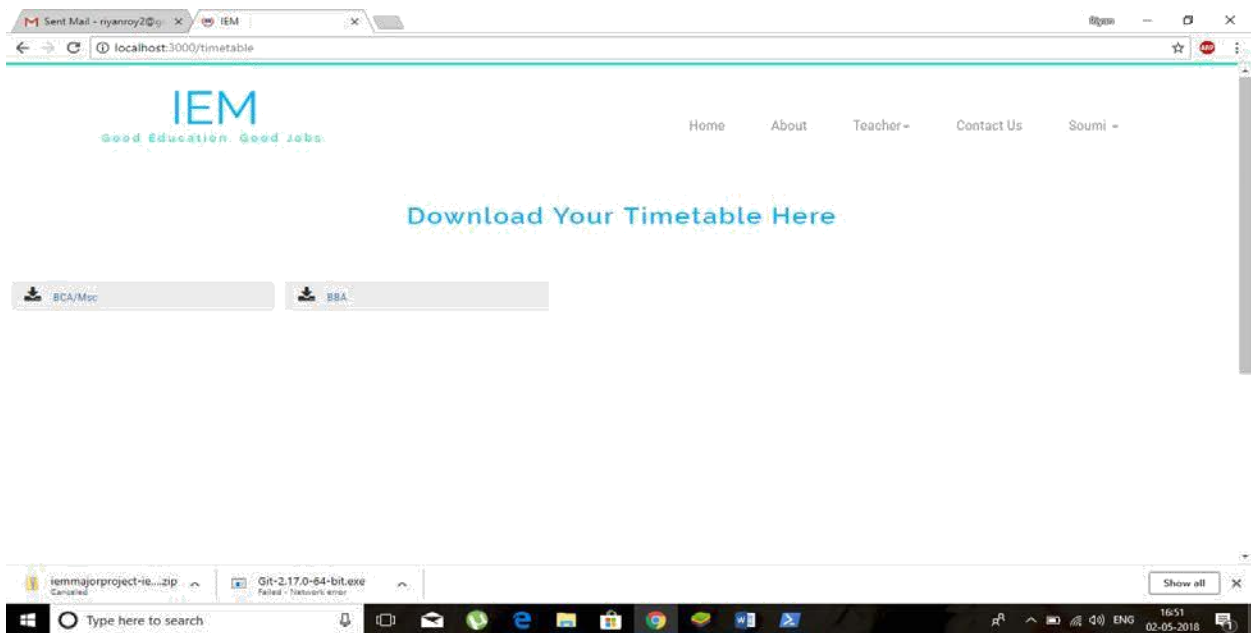 Sent Mail - riyanroy2@g
IEM
Riyan
localhost:3000/timetable
ABP
IEM
Good Education. Good Jobs.
Home About Teacher Contact Us Soumi
Download Your Timetable Here
BCA/Msc BBA
iemmajorproject-ie....zip
Canceled
Git-2.17.0-64-bit.exe
Failed - Network error
Show all
Type here to search
ENG
16:51
02-05-2018